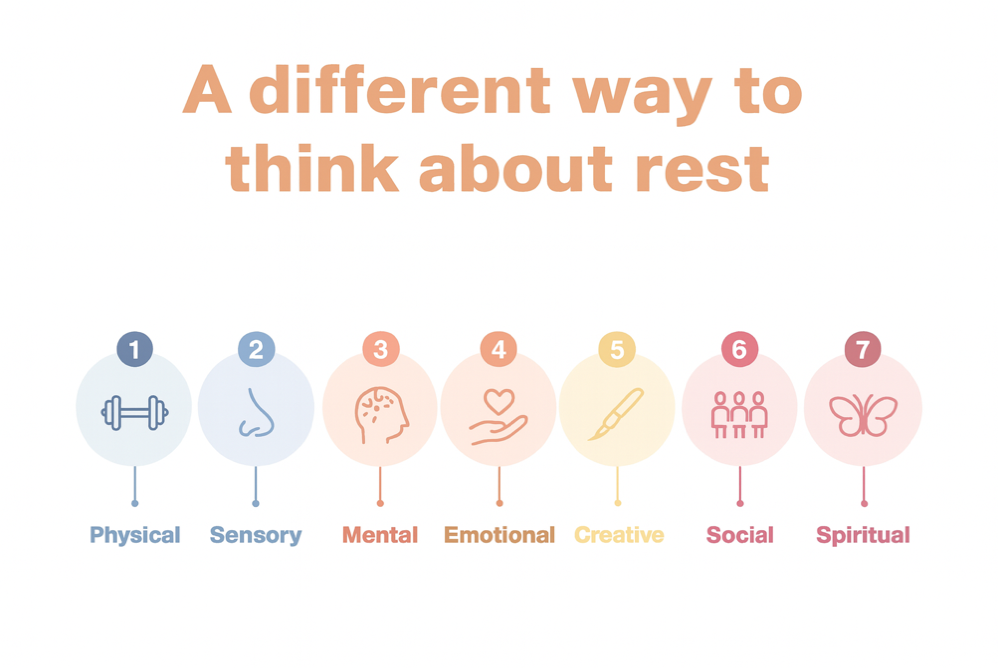 A different way to
think about rest
1 2 3 4 5 6 7
Physical Sensory Mental Emotional Creative Social Spiritual